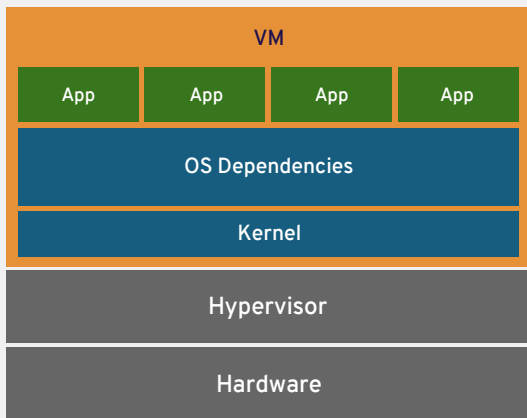 VM
App App App App
OS Dependencies
Kernel
Hypervisor
Hardware